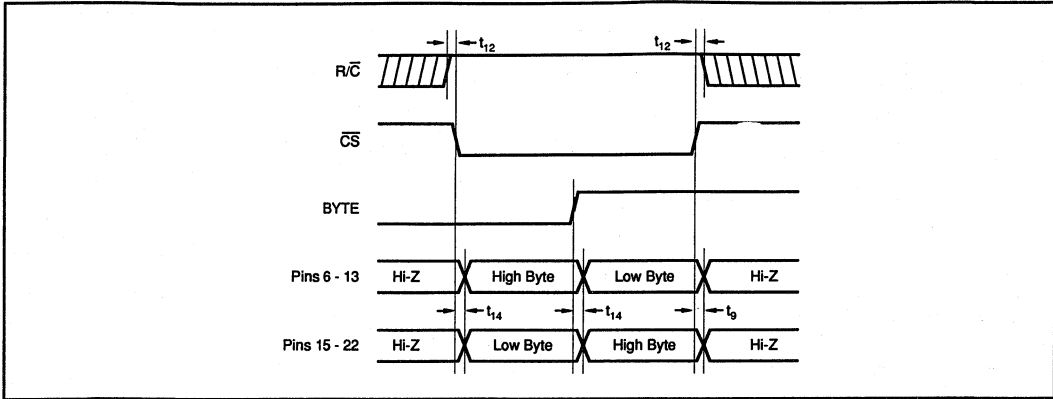 t12 t12
R/C̅
C̅S̅
BYTE
Pins 6 - 13 Hi-Z High Byte Low Byte Hi-Z
t14 t14 t9
Pins 15 - 22 Hi-Z Low Byte High Byte Hi-Z